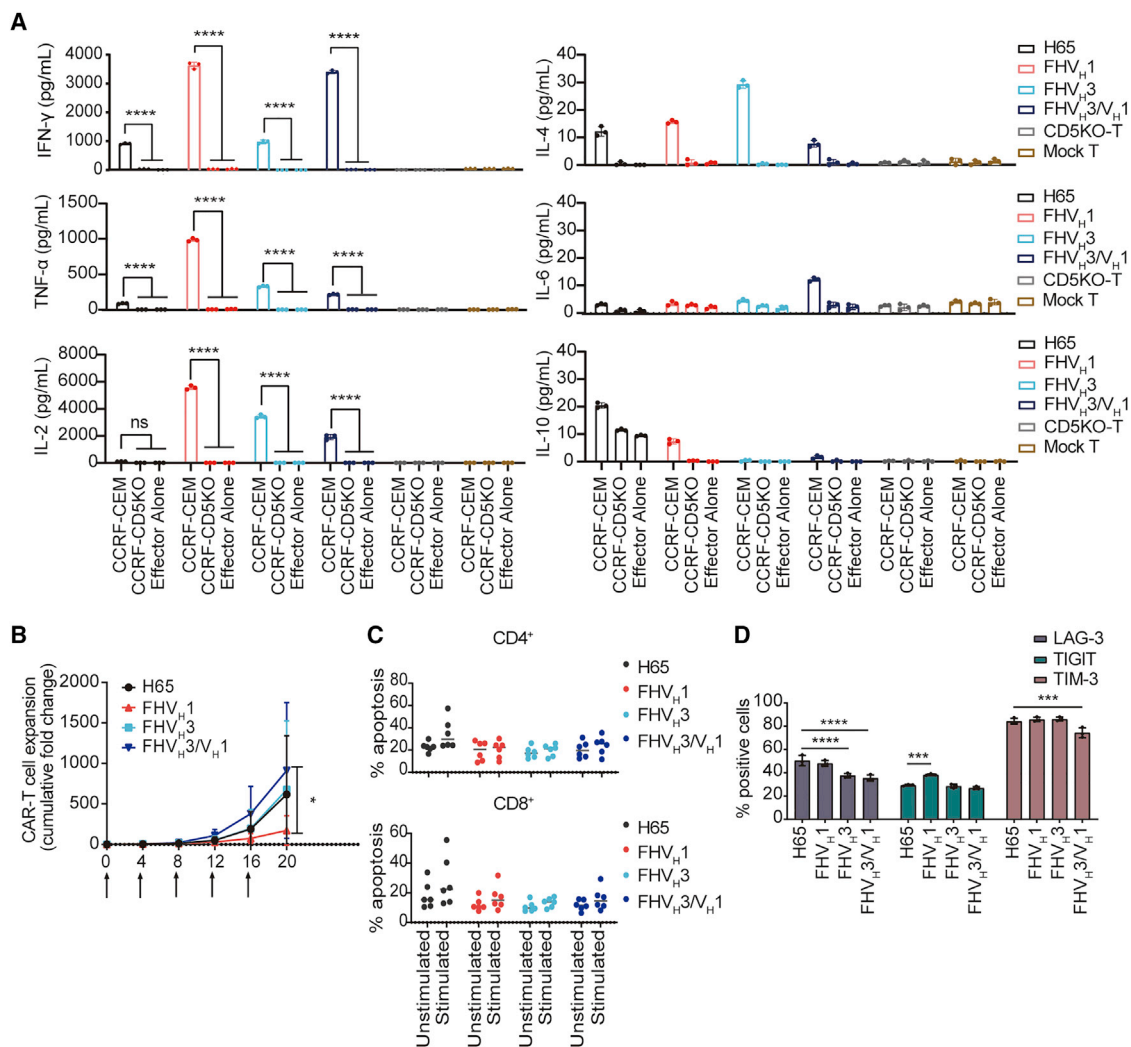 A
IFN-γ (pg/mL)
4000
3000
2000
1000
0
****
****
****
****
TNF-α (pg/mL)
1500
1000
500
0
****
****
****
****
IL-2 (pg/mL)
8000
6000
4000
2000
0
ns
****
****
****
CCRF-CEM
CCRF-CD5KO
Effector Alone
CCRF-CEM
CCRF-CD5KO
Effector Alone
CCRF-CEM
CCRF-CD5KO
Effector Alone
CCRF-CEM
CCRF-CD5KO
Effector Alone
CCRF-CEM
CCRF-CD5KO
Effector Alone
CCRF-CEM
CCRF-CD5KO
Effector Alone
IL-4 (pg/mL)
40
30
20
10
0
H65
FHVH1
FHVH3
FHVH3/VH1
CD5KO-T
Mock T
IL-6 (pg/mL)
40
30
20
10
0
H65
FHVH1
FHVH3
FHVH3/VH1
CD5KO-T
Mock T
IL-10 (pg/mL)
40
30
20
10
0
H65
FHVH1
FHVH3
FHVH3/VH1
CD5KO-T
Mock T
CCRF-CEM
CCRF-CD5KO
Effector Alone
CCRF-CEM
CCRF-CD5KO
Effector Alone
CCRF-CEM
CCRF-CD5KO
Effector Alone
CCRF-CEM
CCRF-CD5KO
Effector Alone
CCRF-CEM
CCRF-CD5KO
Effector Alone
CCRF-CEM
CCRF-CD5KO
Effector Alone
B
CAR-T cell expansion
(cumulative fold change)
2000
1500
1000
500
0
H65
FHVH1
FHVH3
FHVH3/VH1
*
0 4 8 12 16 20
C
CD4+
% apoptosis
80
60
40
20
0
H65
FHVH1
FHVH3
FHVH3/VH1
CD8+
% apoptosis
60
40
20
0
H65
FHVH1
FHVH3
FHVH3/VH1
Unstimulated
Stimulated
Unstimulated
Stimulated
Unstimulated
Stimulated
Unstimulated
Stimulated
D
LAG-3
TIGIT
TIM-3
% positive cells
100
80
60
40
20
0
****
****
***
***
H65
FHVH1
FHVH3
FHVH3/VH1
H65
FHVH1
FHVH3
FHVH3/VH1
H65
FHVH1
FHVH3
FHVH3/VH1